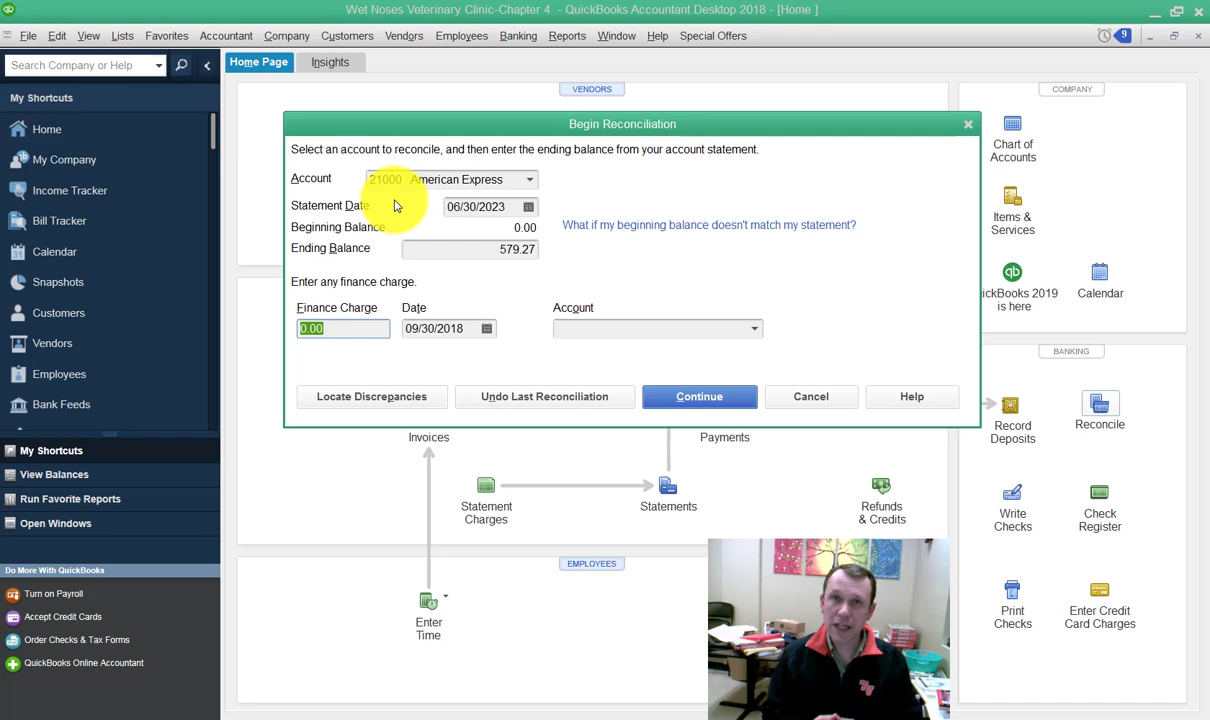 Wet Noses Veterinary Clinic-Chapter 4 - QuickBooks Accountant Desktop 2018 - [Home ]
File Edit View Lists Favorites Accountant Company Customers Vendors Employees Banking Reports Window Help Special Offers 9
Search Company or Help
Home Page Insights
My Shortcuts
Home
My Company
Income Tracker
Bill Tracker
Calendar
Snapshots
Customers
Vendors
Employees
Bank Feeds
My Shortcuts
View Balances
Run Favorite Reports
Open Windows
Do More With QuickBooks
Turn on Payroll
Accept Credit Cards
Order Checks & Tax Forms
QuickBooks Online Accountant
VENDORS
Begin Reconciliation
Select an account to reconcile, and then enter the ending balance from your account statement.
Account 21000 · American Express
Statement Date 06/30/2023
Beginning Balance 0.00 What if my beginning balance doesn't match my statement?
Ending Balance 579.27
Enter any finance charge.
Finance Charge Date Account
0.00 09/30/2018
Locate Discrepancies Undo Last Reconciliation Continue Cancel Help
Invoices
Payments
Statement
Charges
Statements
Refunds
& Credits
EMPLOYEES
Enter
Time
COMPANY
Chart of
Accounts
Items &
Services
ickBooks 2019
is here
Calendar
BANKING
Record
Deposits
Reconcile
Write
Checks
Check
Register
Print
Checks
Enter Credit
Card Charges